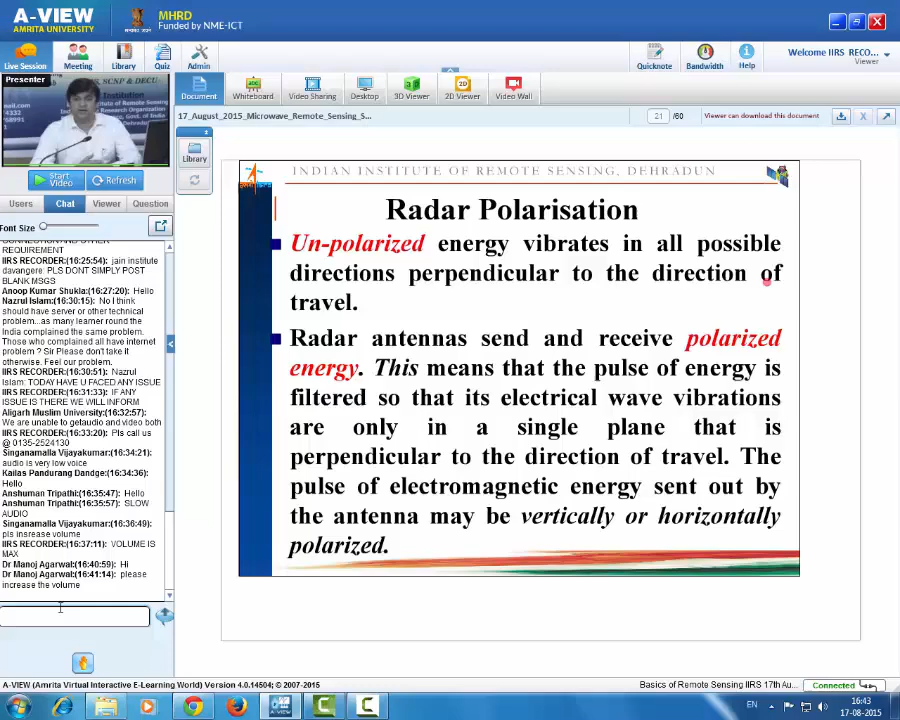 A-VIEW
AMRITA UNIVERSITY
MHRD
Funded by NME-ICT
Live Session
Meeting
Library
Quiz
Admin
Quicknote
Bandwidth
Help
Welcome IIRS RECO...
Viewer
Presenter
Document
Whiteboard
Video Sharing
Desktop
3D Viewer
2D Viewer
Video Wall
17_August_2015_Microwave_Remote_Sensing_S...
21 /60
Viewer can download this document
Library
Start Video
Refresh
Users
Chat
Viewer
Question
Font Size
REQUIREMENT
IIRS RECORDER:(16:25:54): jain institute
davangere: PLS DONT SIMPLY POST
BLANK MSGS
Anoop Kumar Shukla:(16:27:20): Hello
Nazrul Islam:(16:30:15): No I think
should have server or other technical
problem...as many learner round the
India complained the same problem.
Those who complained all have internet
problem ? Sir Please don't take it
otherwise. Feel our problem.
IIRS RECORDER:(16:30:51): Nazrul
Islam: TODAY HAVE U FACED ANY ISSUE
IIRS RECORDER:(16:31:33): IF ANY
ISSUE IS THERE WE WILL INFORM
Aligarh Muslim University:(16:32:57):
We are unable to getaudio and video both
IIRS RECORDER:(16:33:20): Pls call us
@ 0135-2524130
Singanamalla Vijayakumar:(16:34:21):
audio is very low voice
Kailas Pandurang Dandge:(16:34:36):
Hello
Anshuman Tripathi:(16:35:47): Hello
Anshuman Tripathi:(16:35:57): SLOW
AUDIO
Singanamalla Vijayakumar:(16:36:49):
pls insrease volume
IIRS RECORDER:(16:37:11): VOLUME IS
MAX
Dr Manoj Agarwal:(16:40:59): Hi
Dr Manoj Agarwal:(16:41:14): please
increase the volume
INDIAN INSTITUTE OF REMOTE SENSING, DEHRADUN
Radar Polarisation
Un-polarized energy vibrates in all possible
directions perpendicular to the direction of
travel.
Radar antennas send and receive polarized
energy. This means that the pulse of energy is
filtered so that its electrical wave vibrations
are only in a single plane that is
perpendicular to the direction of travel. The
pulse of electromagnetic energy sent out by
the antenna may be vertically or horizontally
polarized.
A-VIEW (Amrita Virtual Interactive E-Learning World) Version 4.0.14504; © 2007-2015
Basics of Remote Sensing IIRS 17th Au...
Connected
EN
16:43
17-08-2015